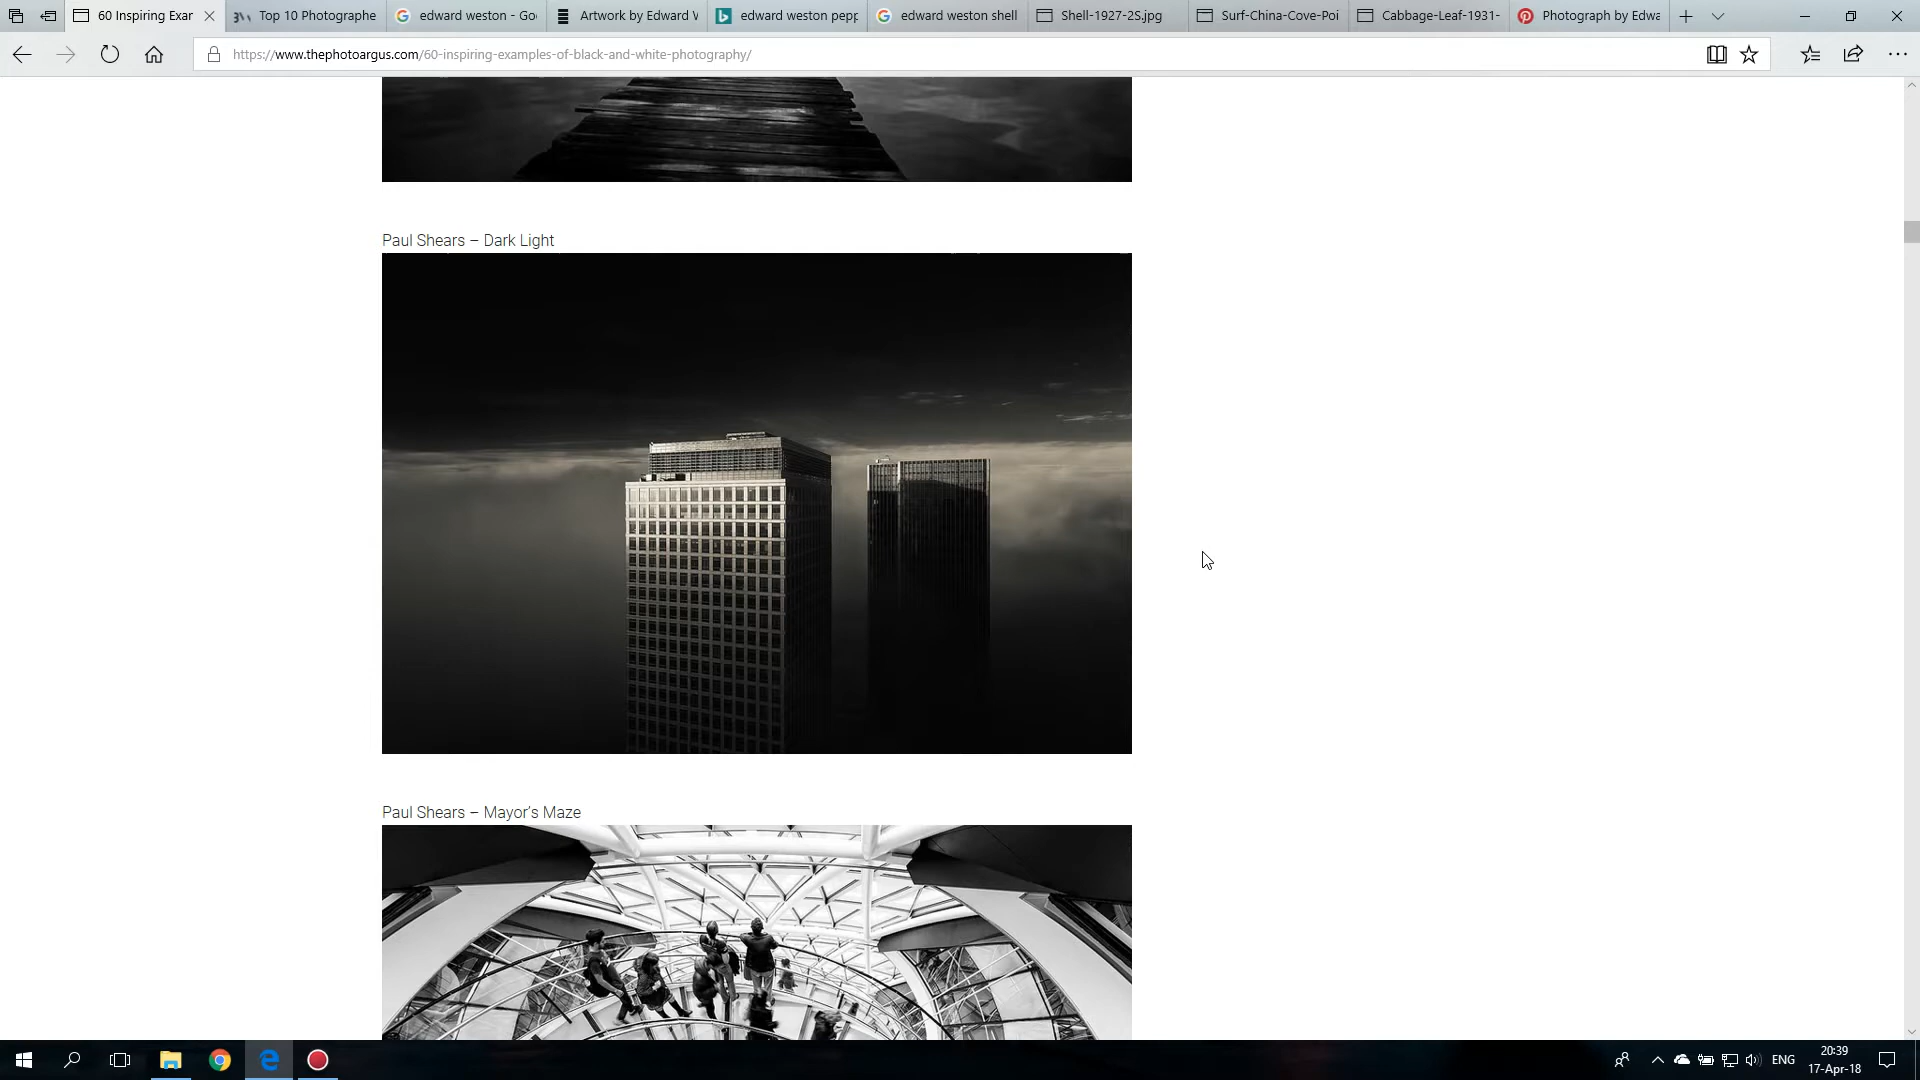 60 Inspiring Exar
Top 10 Photographe
edward weston - Go
Artwork by Edward
edward weston pepp
edward weston shell
Shell-1927-2S.jpg
Surf-China-Cove-Poi
Cabbage-Leaf-1931-
Photograph by Edwa
https://www.thephotoargus.com/60-inspiring-examples-of-black-and-white-photography/
Paul Shears – Dark Light
Paul Shears – Mayor's Maze
ENG
20:39
17-Apr-18